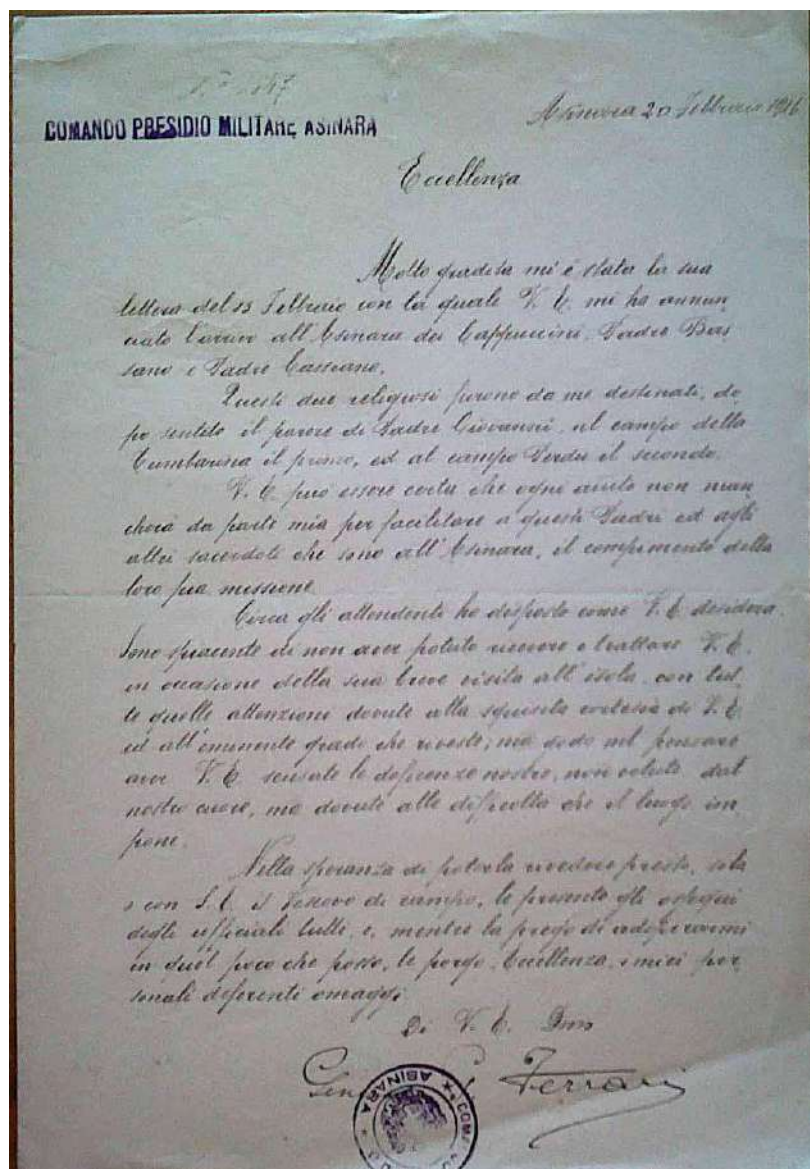 COMANDO PRESIDIO MILITARE ASINARA
Asinara 20 Febbraio 1916
Eccellenza
Molto gradita mi è stata la sua
lettera del 13 Febbraio con la quale V. E. mi ha annun
ciato l'arrivo all'Asinara dei Cappuccini, Padre Bas
sano e Padre Cassiano.
Questi due religiosi furono da me destinati, do
po sentito il parere di Padre Giovanni, al campo della
Tumbarina il primo, ed al campo Perdu il secondo.
V. E. può essere certa che ogni aiuto non man
cherà da parte mia per facilitare a questi Padri ed agli
altri sacerdoti che sono all'Asinara, il compimento della
loro pia missione.
Circa gli attendenti ho disposto come V. E. desidera.
Sono spiacente di non aver potuto ricevere e trattare V. E.
in occasione della sua breve visita all'isola, con tut
te quelle attenzioni dovute alla squisita cortesia di V. E.
ed all'eminente grado che riveste; ma godo nel pensare
aver V. E. scusate le deficenze nostre, non volute dal
nostro cuore, ma dovute alle difficoltà che il luogo im
pone.
Nella speranza di poterla rivedere presto, sola
o con S. E. il Vescovo di campo, le presento gli ossequi
degli ufficiali tutti, e, mentre la prego di adoperarmi
in quel poco che posso, le porgo, Eccellenza, i miei per
sonali deferenti omaggi.
Di V. E. Dmo
Gen Ferrari
ASINARA